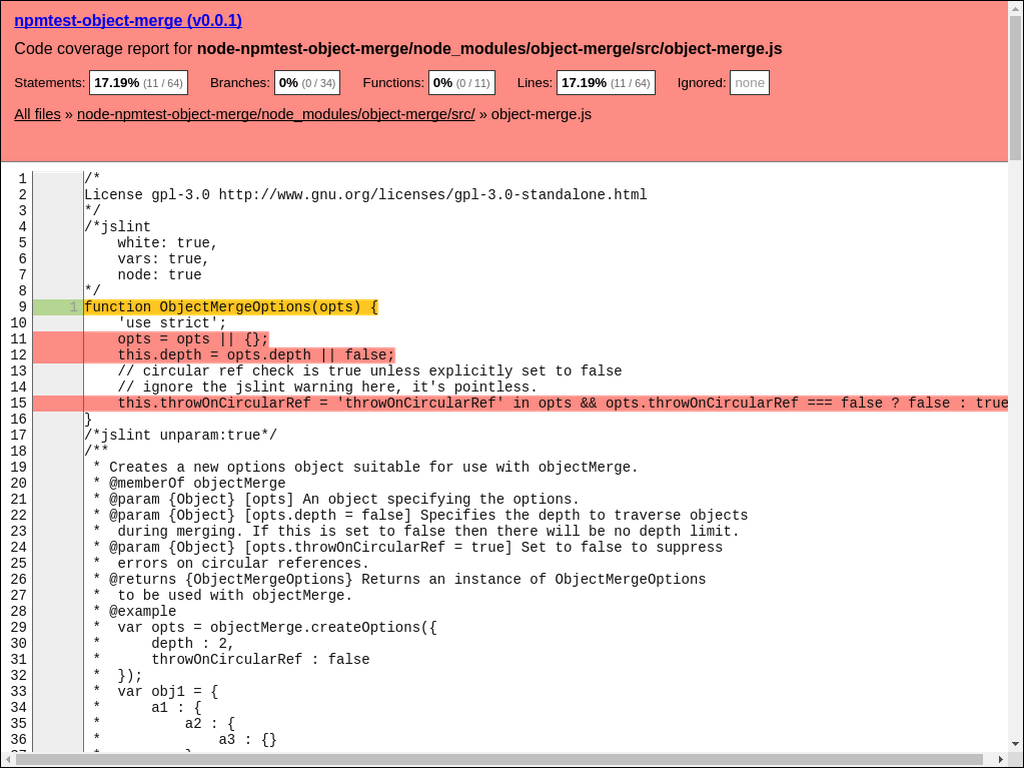 npmtest-object-merge (v0.0.1)
Code coverage report for node-npmtest-object-merge/node_modules/object-merge/src/object-merge.js
Statements: 17.19% (11 / 64) Branches: 0% (0 / 34) Functions: 0% (0 / 11) Lines: 17.19% (11 / 64) Ignored: none
All files » node-npmtest-object-merge/node_modules/object-merge/src/ » object-merge.js
1 /*
2 License gpl-3.0 http://www.gnu.org/licenses/gpl-3.0-standalone.html
3 */
4 /*jslint
5     white: true,
6     vars: true,
7     node: true
8 */
9 1 function ObjectMergeOptions(opts) {
10     'use strict';
11     opts = opts || {};
12     this.depth = opts.depth || false;
13     // circular ref check is true unless explicitly set to false
14     // ignore the jslint warning here, it's pointless.
15     this.throwOnCircularRef = 'throwOnCircularRef' in opts && opts.throwOnCircularRef === false ? false : true
16 }
17 /*jslint unparam:true*/
18 /**
19  * Creates a new options object suitable for use with objectMerge.
20  * @memberOf objectMerge
21  * @param {Object} [opts] An object specifying the options.
22  * @param {Object} [opts.depth = false] Specifies the depth to traverse objects
23  *  during merging. If this is set to false then there will be no depth limit.
24  * @param {Object} [opts.throwOnCircularRef = true] Set to false to suppress
25  *  errors on circular references.
26  * @returns {ObjectMergeOptions} Returns an instance of ObjectMergeOptions
27  *  to be used with objectMerge.
28  * @example
29  *  var opts = objectMerge.createOptions({
30  *      depth : 2,
31  *      throwOnCircularRef : false
32  *  });
33  *  var obj1 = {
34  *      a1 : {
35  *          a2 : {
36  *              a3 : {}